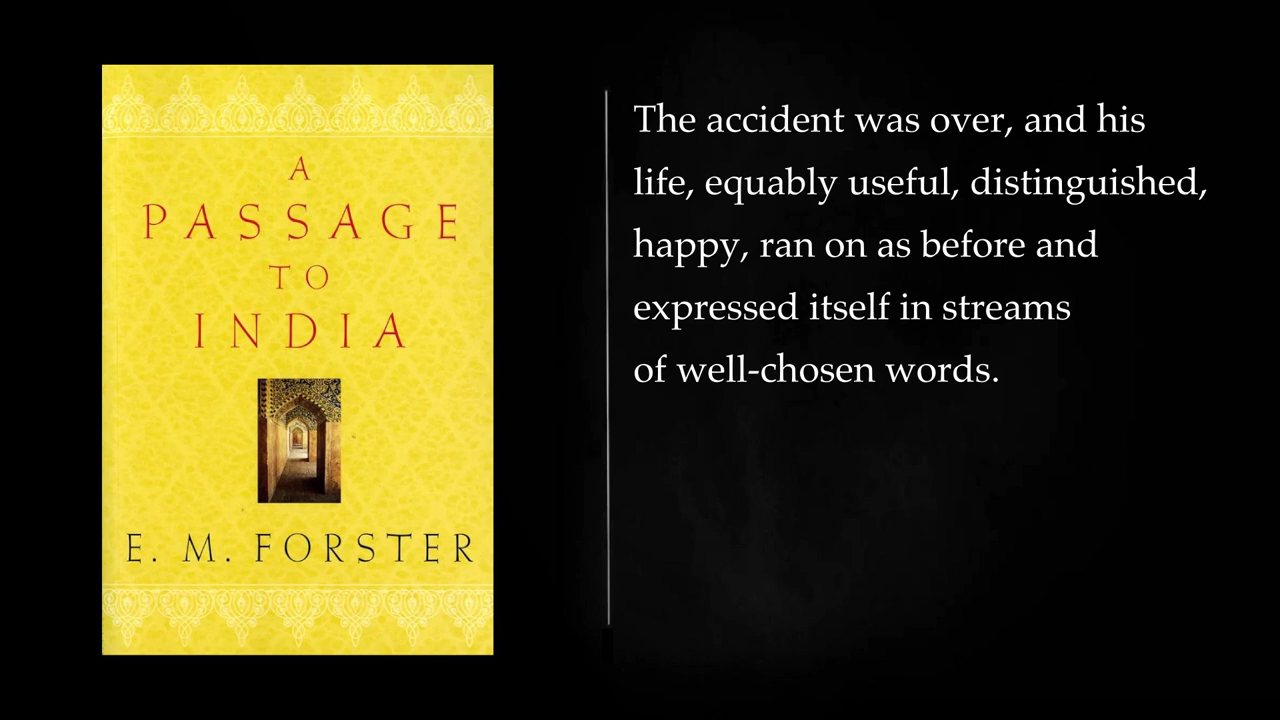 A
PASSAGE
TO
INDIA
E. M. FORSTER
The accident was over, and his
life, equably useful, distinguished,
happy, ran on as before and
expressed itself in streams
of well-chosen words.